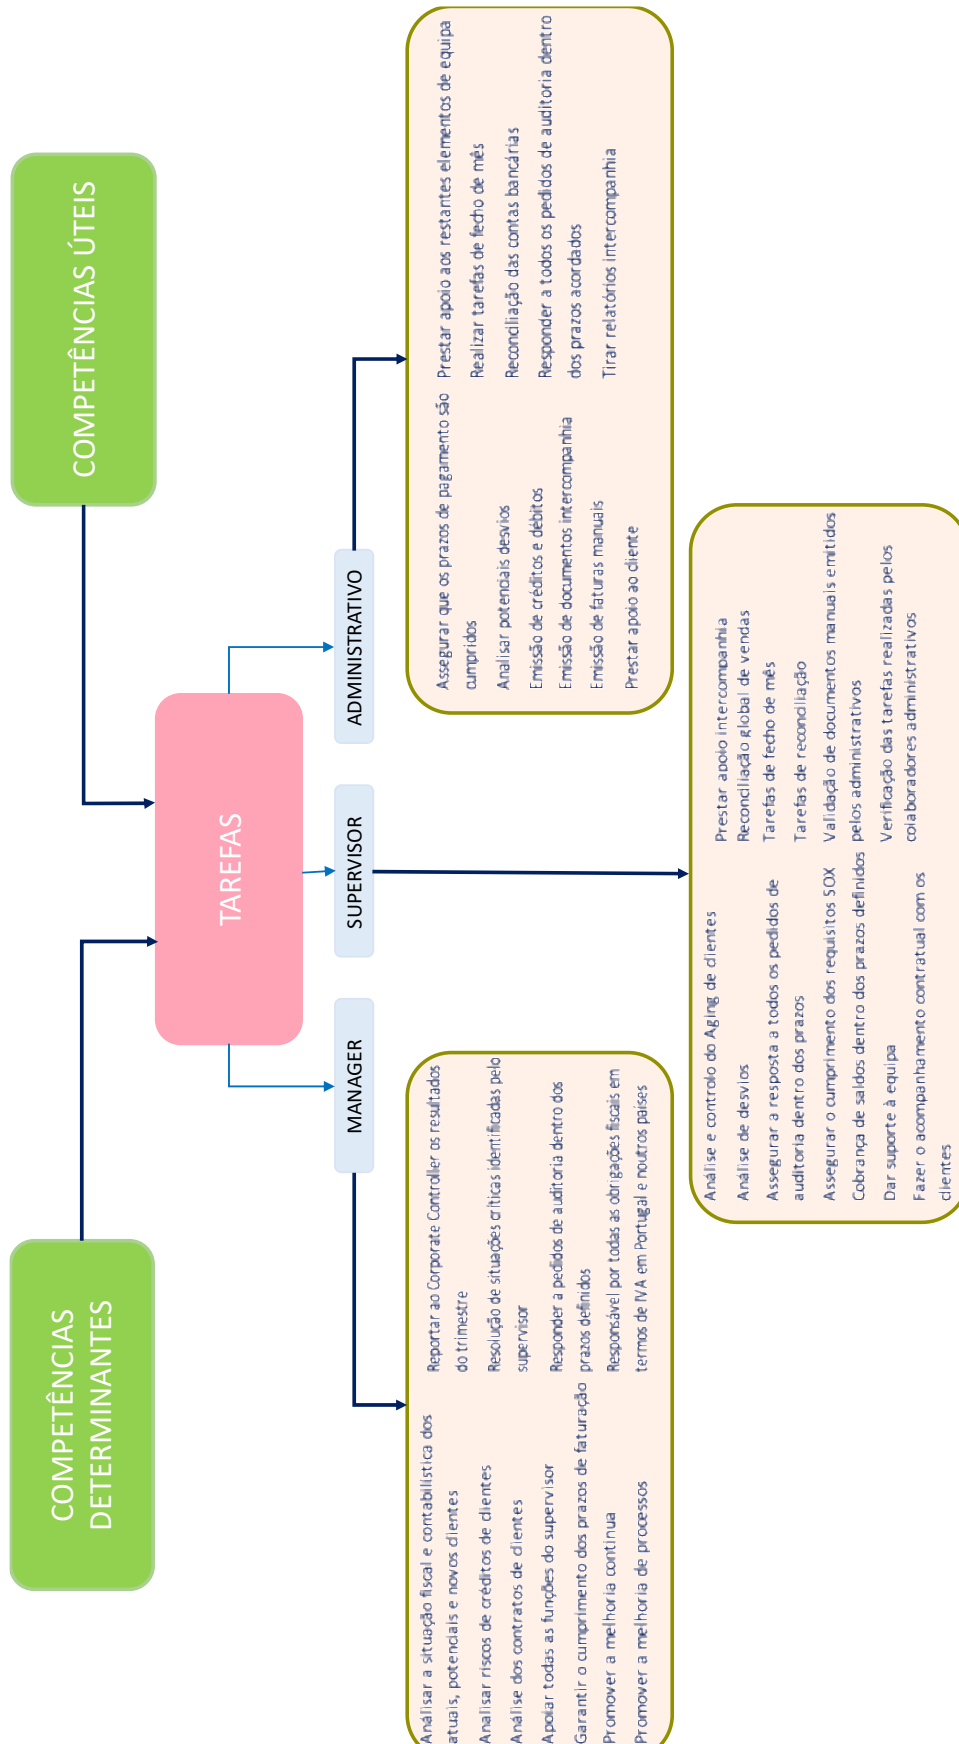 COMPETÊNCIAS
DETERMINANTES
COMPETÊNCIAS ÚTEIS
TAREFAS
MANAGER
SUPERVISOR
ADMINISTRATIVO
Análisar a situação fiscal e contabilística dos
atuais, potenciais e novos clientes
Analisar riscos de créditos de clientes
Análise dos contratos de clientes
Apoiar todas as funções do supervisor
Garantir o cumprimento dos prazos de faturação
Promover a melhoria continua
Promover a melhoria de processos
Reportar ao Corporate Controller os resultados
do trimestre
Resolução de situações críticas identificadas pelo
supervisor
Responder a pedidos de auditoria dentro dos
prazos definidos
Responsável por todas as obrigações fiscais em
termos de IVA em Portugal e noutros países
Análise e controlo do Aging de clientes
Análise de desvios
Assegurar a resposta a todos os pedidos de
auditoria dentro dos prazos
Assegurar o cumprimento dos requisitos SOX
Cobrança de saldos dentro dos prazos definidos
Dar suporte à equipa
Fazer o acompanhamento contratual com os
clientes
Prestar apoio intercompanhia
Reconciliação global de vendas
Tarefas de fecho de mês
Tarefas de reconciliação
Validação de documentos manuais emitidos
pelos administrativos
Verificação das tarefas realizadas pelos
colaboradores administrativos
Assegurar que os prazos de pagamento são
cumpridos
Analisar potenciais desvios
Emissão de créditos e débitos
Emissão de documentos intercompanhia
Emissão de faturas manuais
Prestar apoio ao cliente
Prestar apoio aos restantes elementos de equipa
Realizar tarefas de fecho de mês
Reconciliação das contas bancárias
Responder a todos os pedidos de auditoria dentro
dos prazos acordados
Tirar relatórios intercompanhia